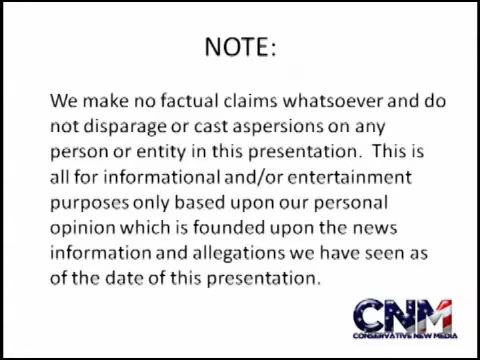 NOTE:
We make no factual claims whatsoever and do
not disparage or cast aspersions on any
person or entity in this presentation.  This is
all for informational and/or entertainment
purposes only based upon our personal
opinion which is founded upon the news
information and allegations we have seen as
of the date of this presentation.
CNM
CONSERVATIVE NEW MEDIA